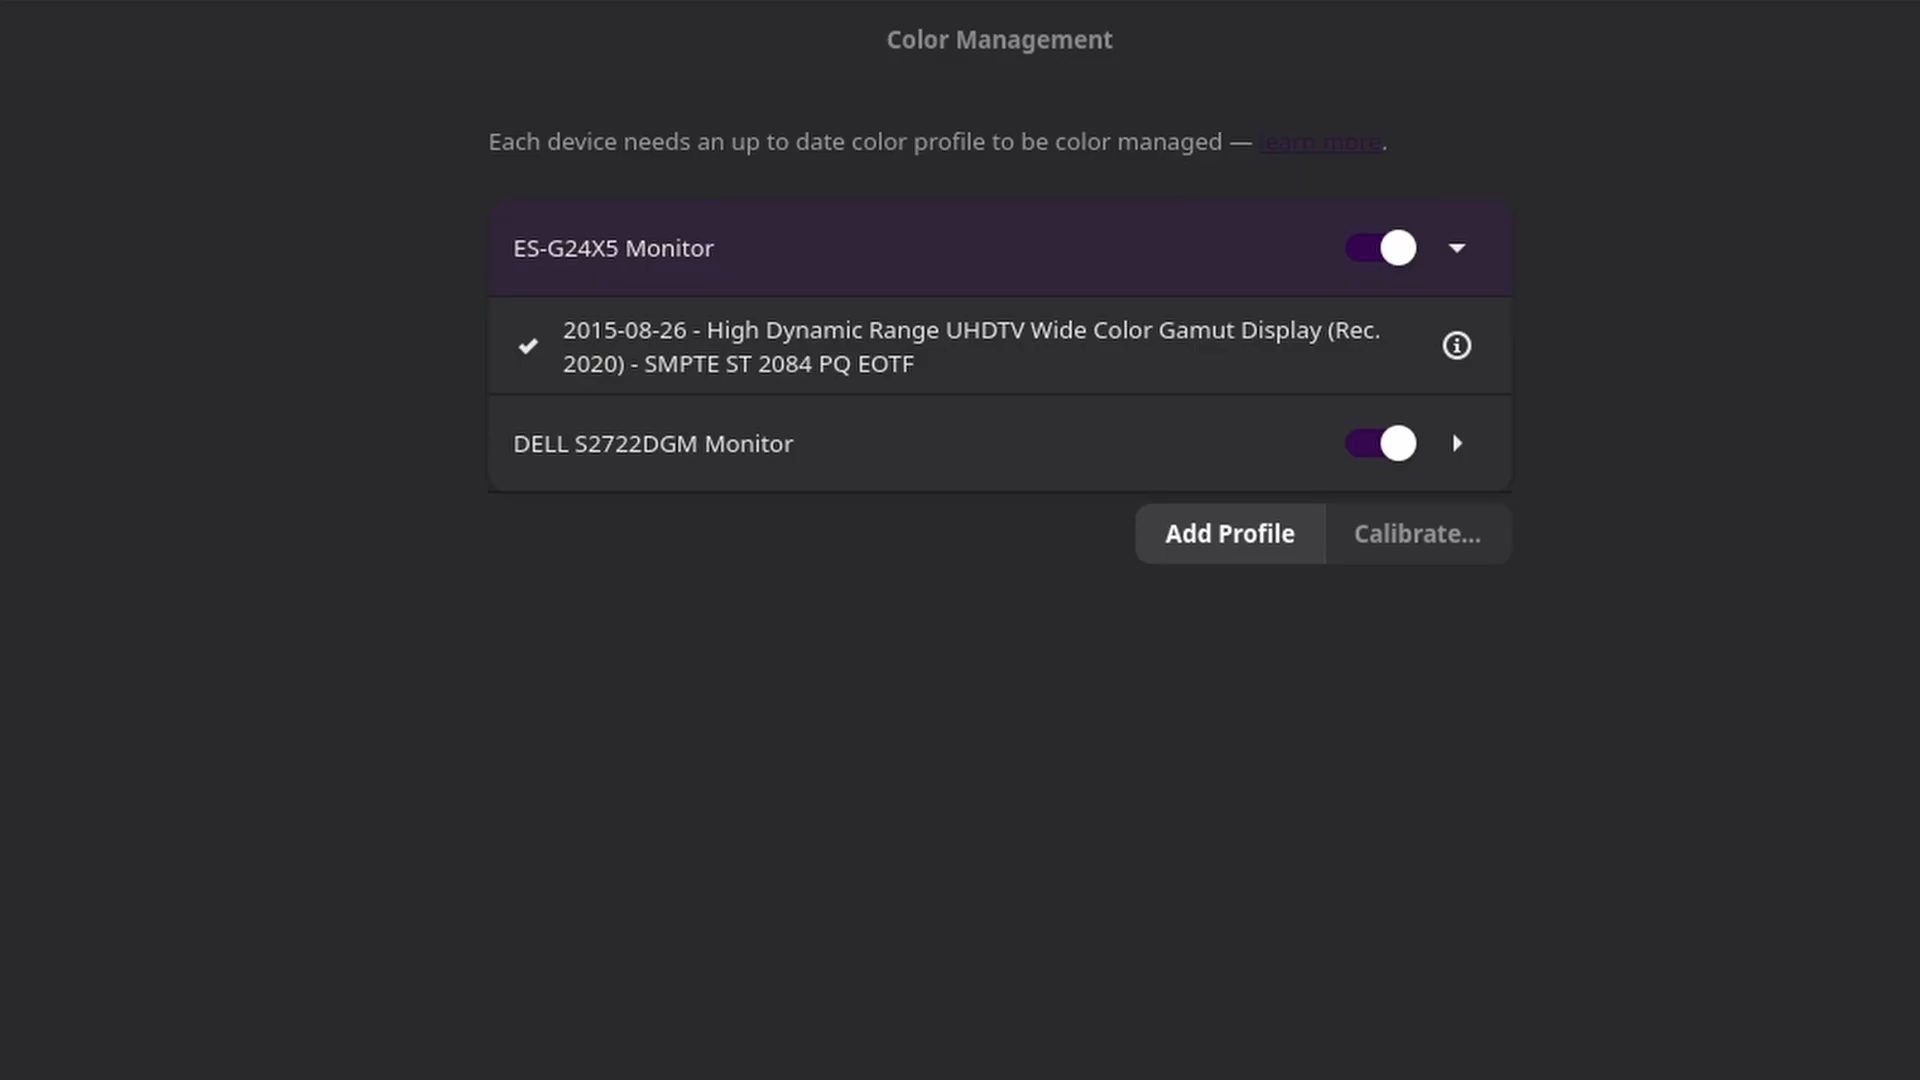 Color Management
Each device needs an up to date color profile to be color managed — learn more.
ES-G24X5 Monitor
2015-08-26 - High Dynamic Range UHDTV Wide Color Gamut Display (Rec.
2020) - SMPTE ST 2084 PQ EOTF
DELL S2722DGM Monitor
Add Profile
Calibrate...